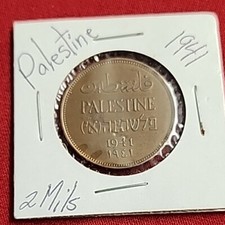 Palestine
1941
فلسطين
PALESTINE
פלשתינה (א״י)
1941
١٩٤١
2 Mils